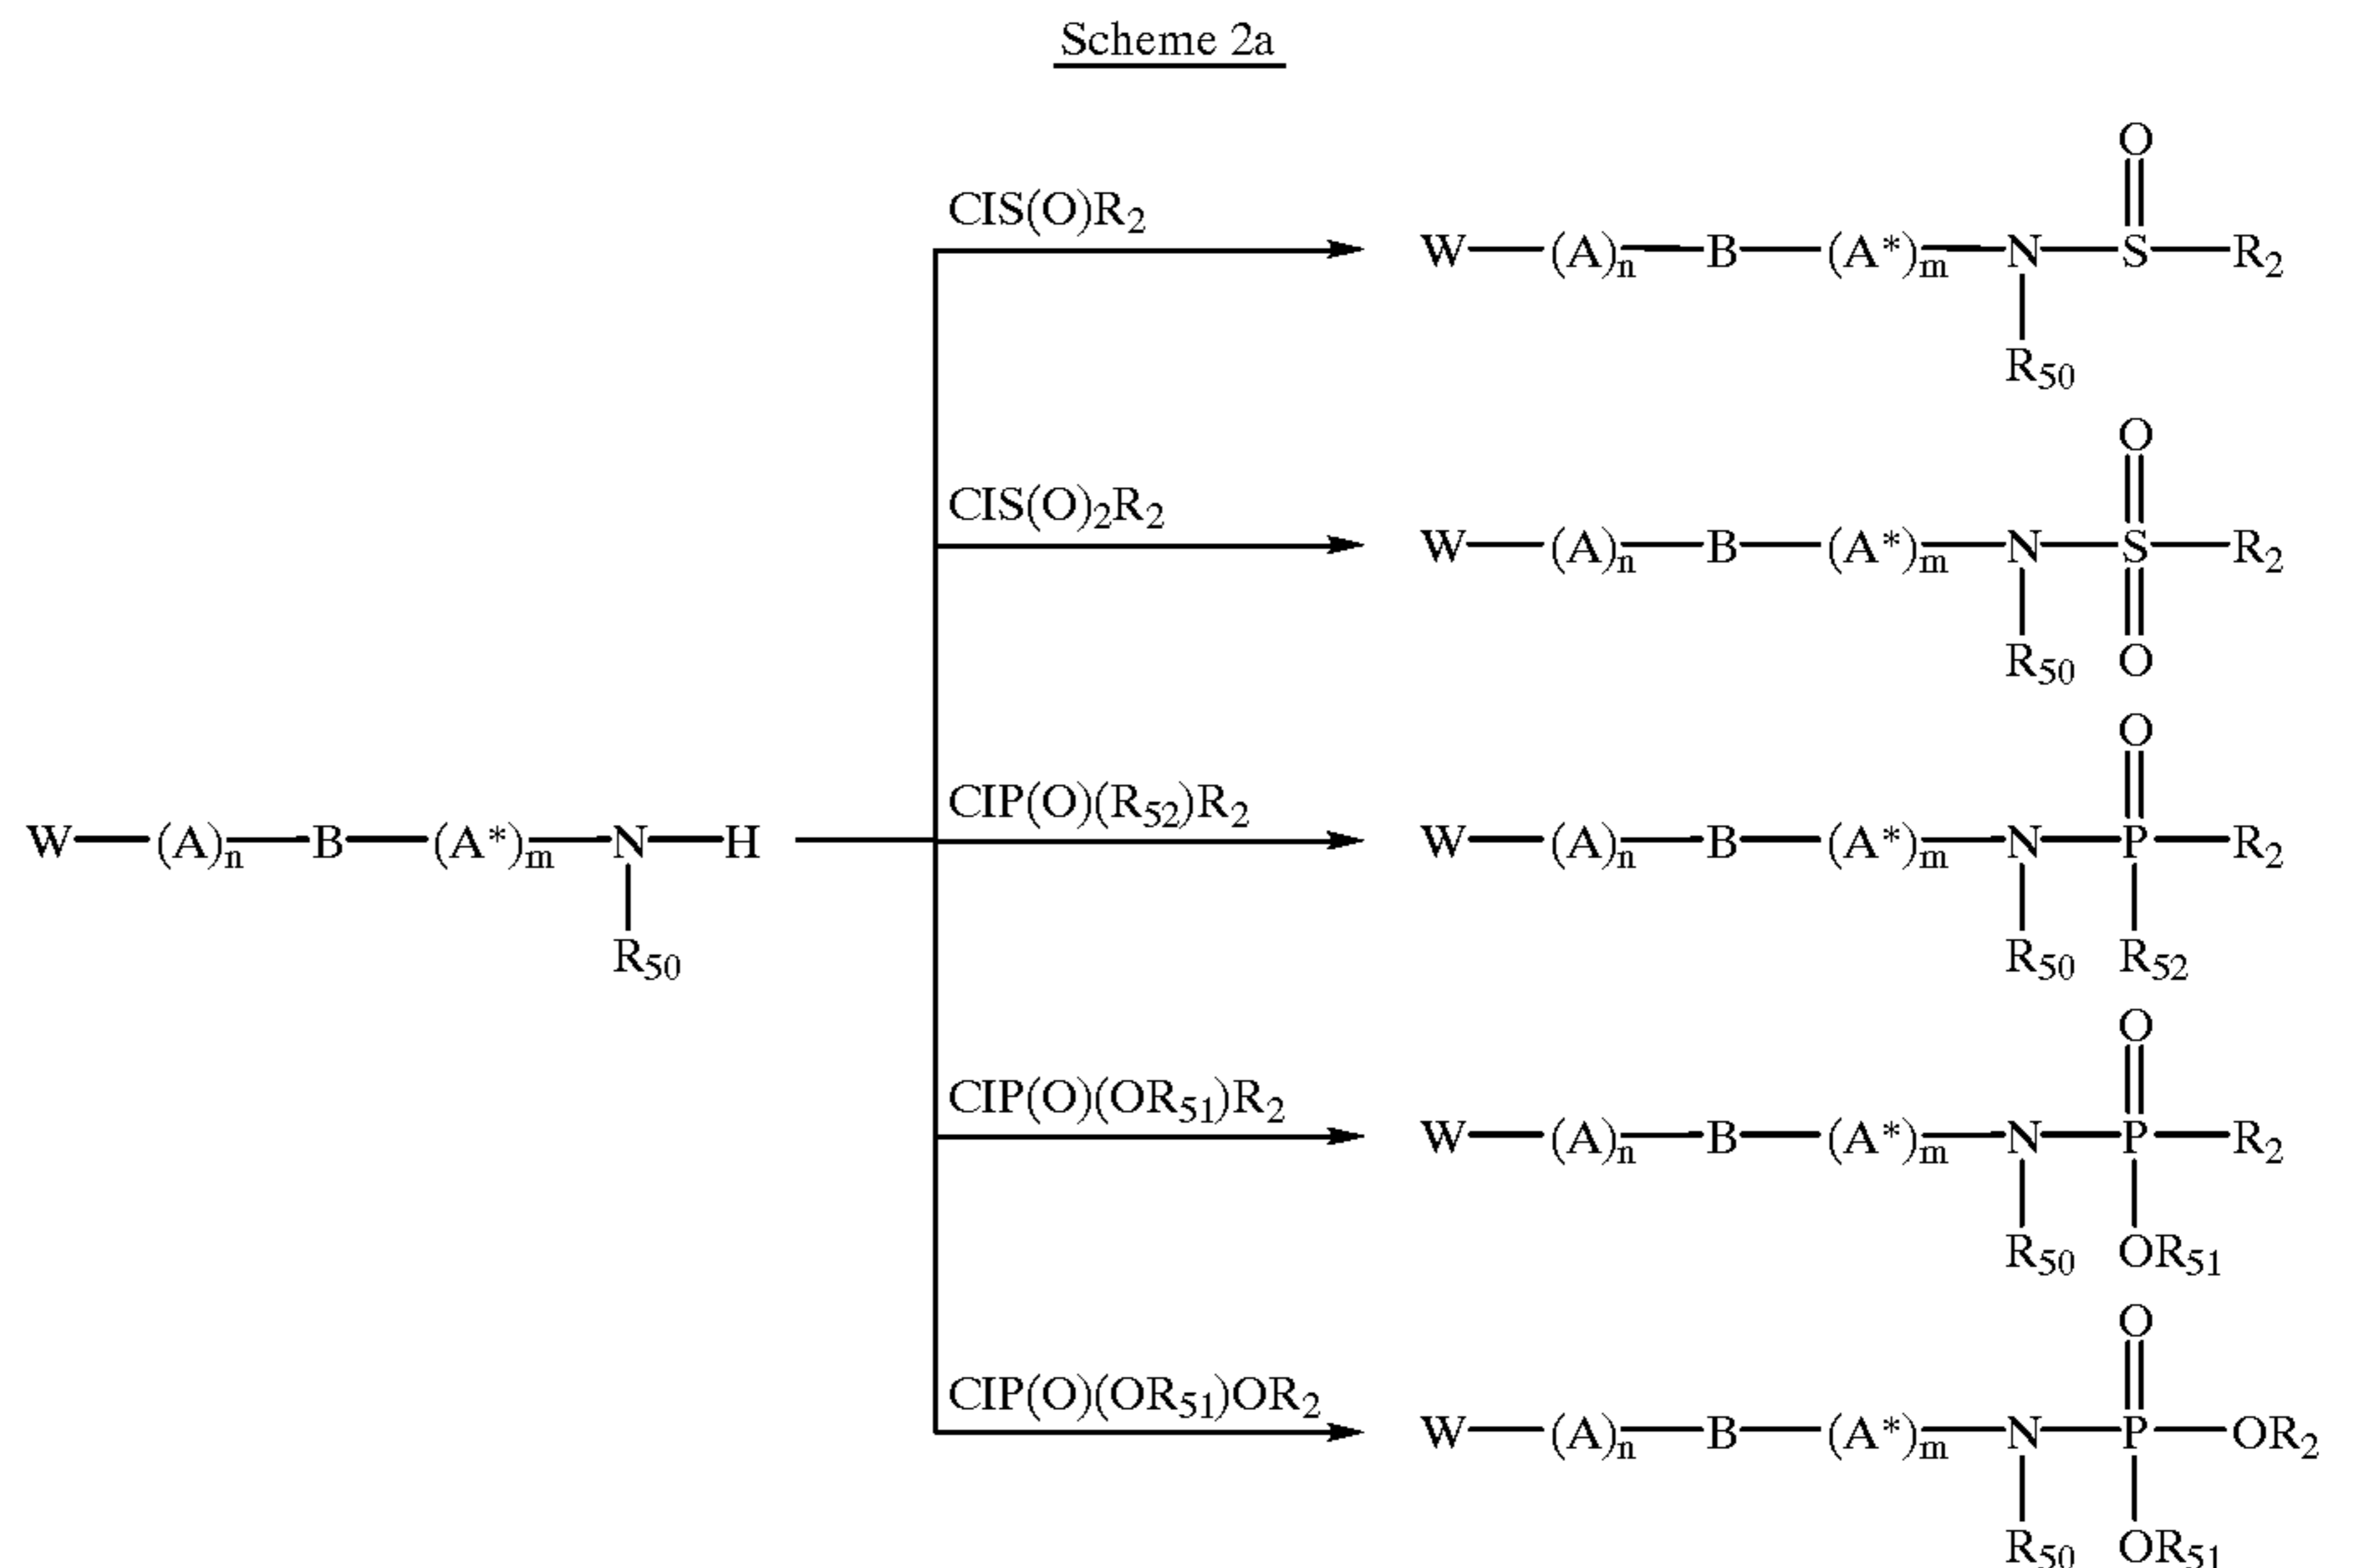 Scheme 2a
ClS(O)R2
O
W—(A)n—B—(A*)m—N—S—R2
R50
ClS(O)2R2
O
W—(A)n—B—(A*)m—N—S—R2
R50 O
ClP(O)(R52)R2
O
W—(A)n—B—(A*)m—N—H
R50
W—(A)n—B—(A*)m—N—P—R2
R50 R52
ClP(O)(OR51)R2
O
W—(A)n—B—(A*)m—N—P—R2
R50 OR51
ClP(O)(OR51)OR2
O
W—(A)n—B—(A*)m—N—P—OR2
R50 OR51